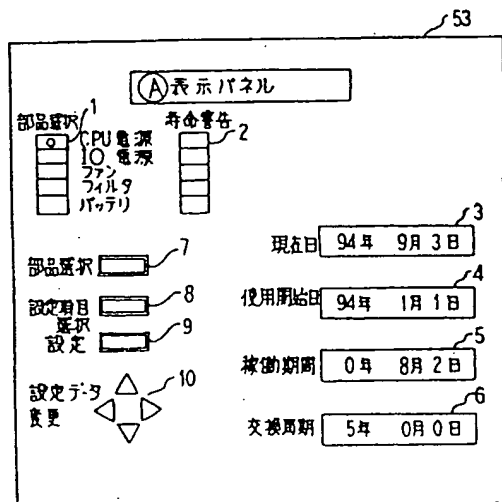 53
Ⓐ表示パネル
部品選択 1 寿命警告
CPU電源 2
IO電源
ファン
フィルタ
バッテリ
3
現在日 94年 9月3日
部品選択 7
4
設定項目選択 8
使用開始日 94年 1月1日
設定 9
5
稼働期間 0年 8月2日
設定データ変更 10
6
交換周期 5年 0月0日